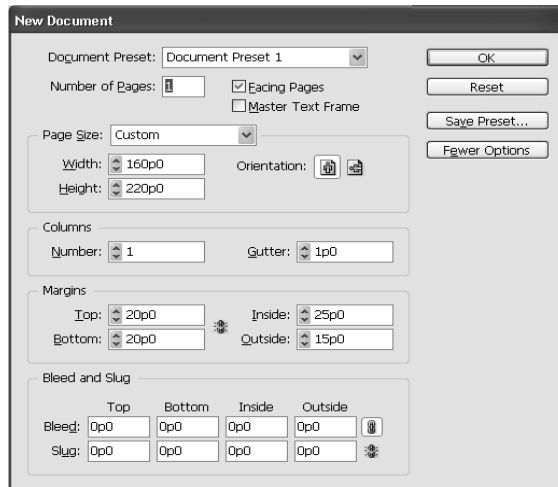 New Document
Document Preset: Document Preset 1
OK
Number of Pages: 1
Facing Pages
Reset
Master Text Frame
Save Preset...
Page Size: Custom
Fewer Options
Width: 160p0
Orientation:
Height: 220p0
Columns
Number: 1
Gutter: 1p0
Margins
Top: 20p0
Inside: 25p0
Bottom: 20p0
Outside: 15p0
Bleed and Slug
Top Bottom Inside Outside
Bleed: 0p0 0p0 0p0 0p0
Slug: 0p0 0p0 0p0 0p0